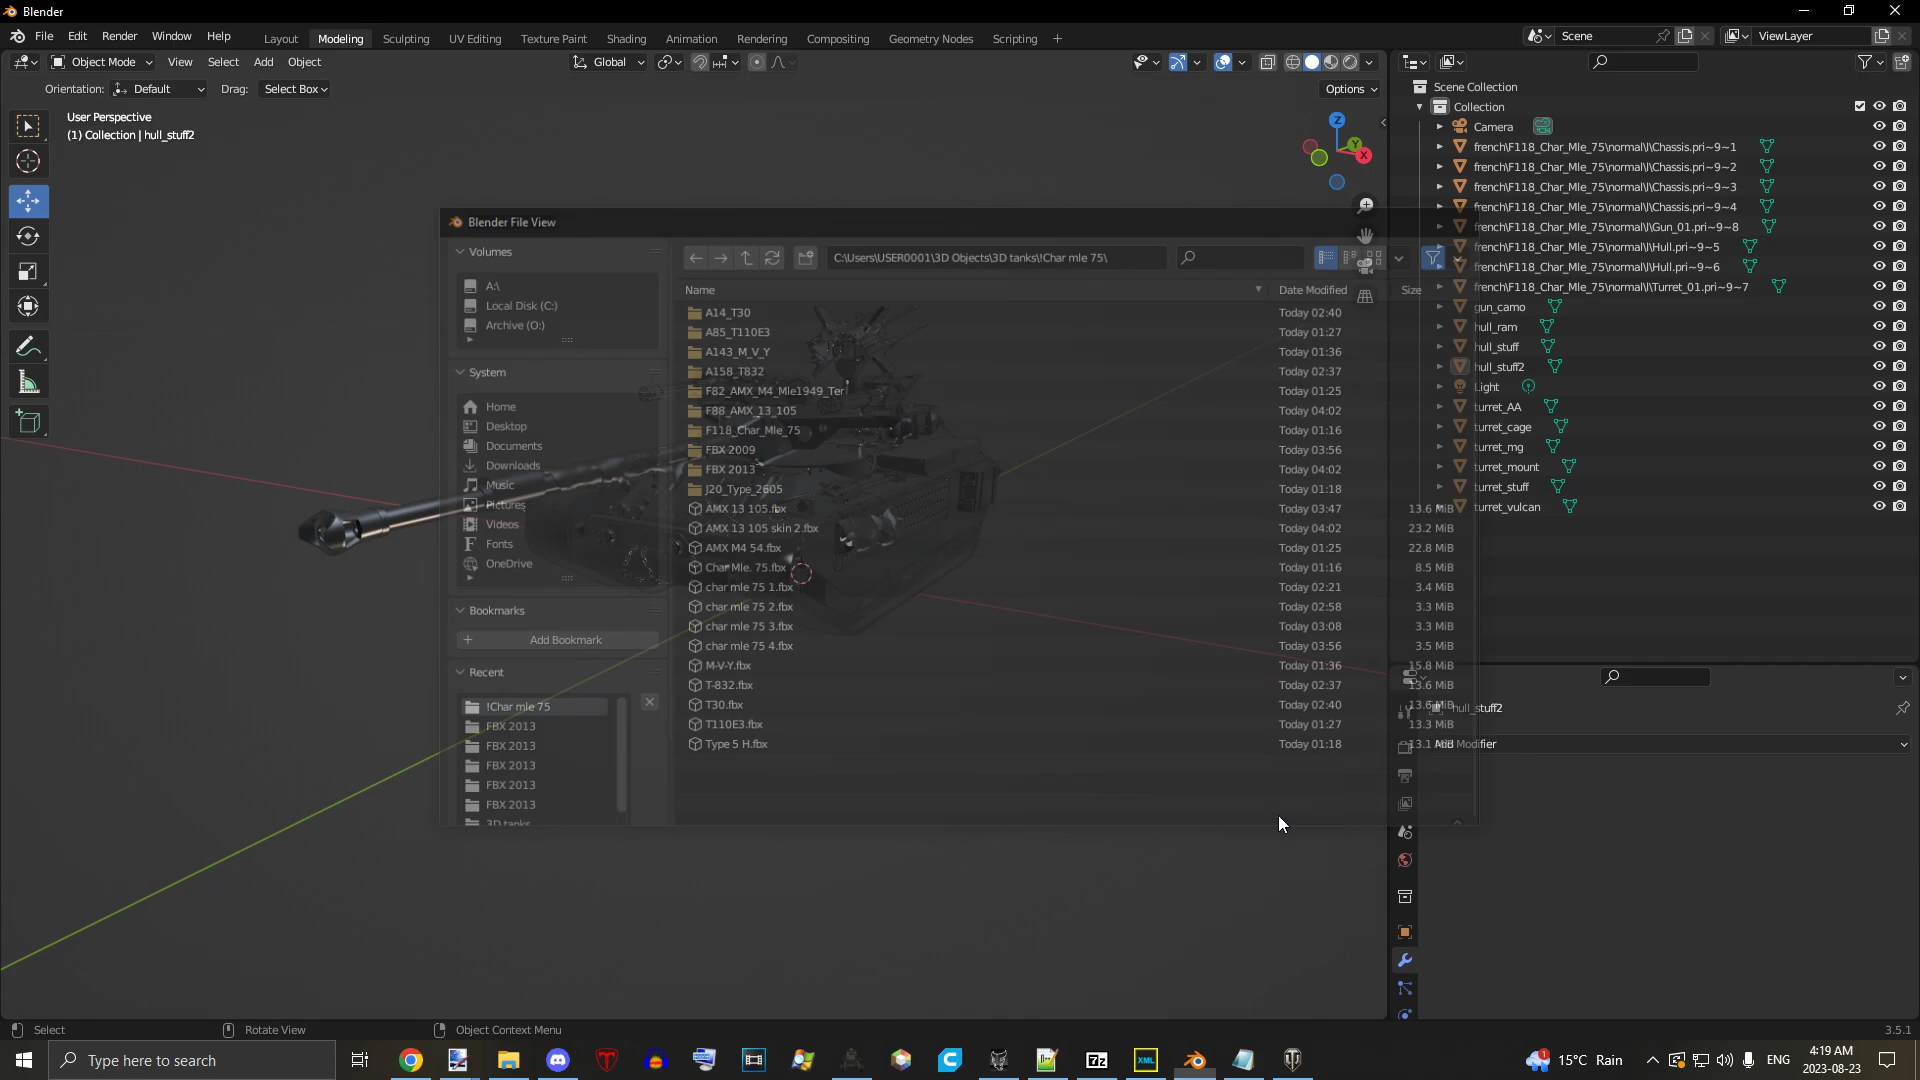 Blender
File Edit Render Window Help
Layout Modeling Sculpting UV Editing Texture Paint Shading Animation Rendering Compositing Geometry Nodes Scripting
Scene
ViewLayer
Object Mode View Select Add Object
Global
Orientation: Default Drag: Select Box
Options
User Perspective
(1) Collection | hull_stuff2
Z
Y
X
Scene Collection
Collection
Camera
french\F118_Char_Mle_75\normal\l\Chassis.pri~9~1
french\F118_Char_Mle_75\normal\l\Chassis.pri~9~2
french\F118_Char_Mle_75\normal\l\Chassis.pri~9~3
french\F118_Char_Mle_75\normal\l\Chassis.pri~9~4
french\F118_Char_Mle_75\normal\l\Gun_01.pri~9~8
french\F118_Char_Mle_75\normal\l\Hull.pri~9~5
french\F118_Char_Mle_75\normal\l\Hull.pri~9~6
french\F118_Char_Mle_75\normal\l\Turret_01.pri~9~7
gun_camo
hull_ram
hull_stuff
hull_stuff2
Light
turret_AA
turret_cage
turret_mg
turret_mount
turret_stuff
turret_vulcan
hull_stuff2
Add Modifier
Blender File View
Volumes
A:\
Local Disk (C:)
Archive (O:)
System
Home
Desktop
Documents
Downloads
Music
Pictures
Videos
Fonts
OneDrive
Bookmarks
Add Bookmark
Recent
!Char mle 75
FBX 2013
FBX 2013
FBX 2013
FBX 2013
FBX 2013
3D tanks
C:\Users\USER0001\3D Objects\3D tanks\!Char mle 75\
Name Date Modified Size
A14_T30 Today 02:40
A85_T110E3 Today 01:27
A143_M_V_Y Today 01:36
A158_T832 Today 02:37
F82_AMX_M4_Mle1949_Ter Today 01:25
F88_AMX_13_105 Today 04:02
F118_Char_Mle_75 Today 01:16
FBX 2009 Today 03:56
FBX 2013 Today 04:02
J20_Type_2605 Today 01:18
AMX 13 105.fbx Today 03:47 13.6 MiB
AMX 13 105 skin 2.fbx Today 04:02 23.2 MiB
AMX M4 54.fbx Today 01:25 22.8 MiB
Char Mle. 75.fbx Today 01:16 8.5 MiB
char mle 75 1.fbx Today 02:21 3.4 MiB
char mle 75 2.fbx Today 02:58 3.3 MiB
char mle 75 3.fbx Today 03:08 3.3 MiB
char mle 75 4.fbx Today 03:56 3.5 MiB
M-V-Y.fbx Today 01:36 15.8 MiB
T-832.fbx Today 02:37 13.6 MiB
T30.fbx Today 02:40 13.6 MiB
T110E3.fbx Today 01:27 13.3 MiB
Type 5 H.fbx Today 01:18 13.1 MiB
Select Rotate View Object Context Menu
3.5.1
Type here to search
7z
XML
1
15°C Rain
ENG
4:19 AM
2023-08-23